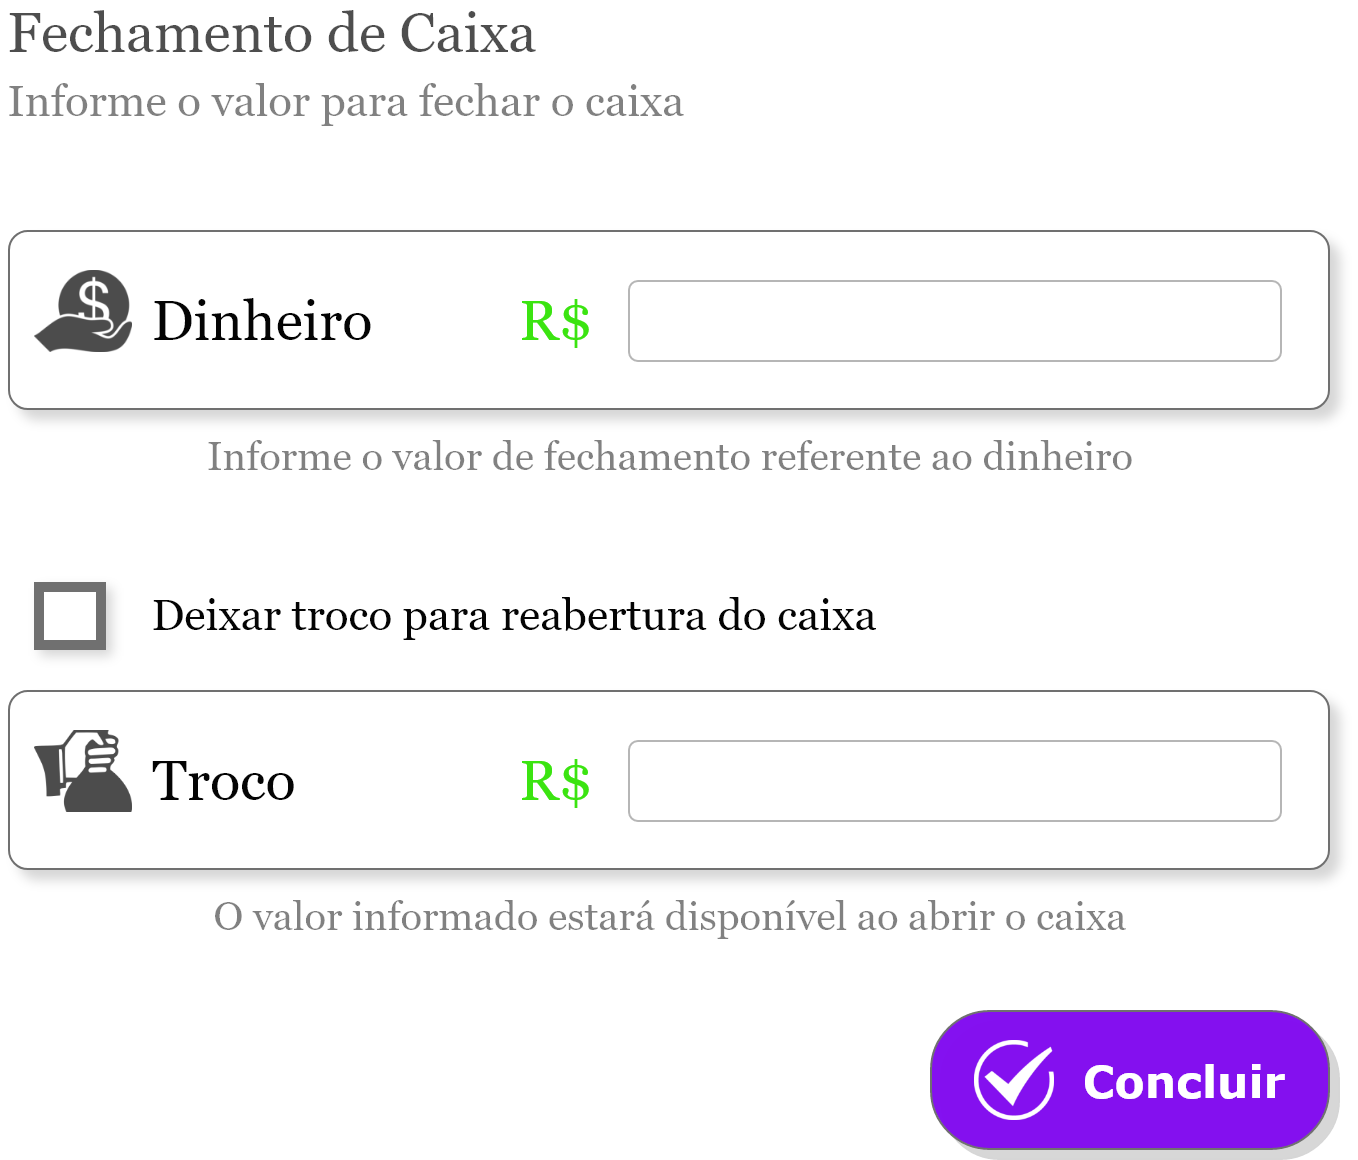 Fechamento de Caixa
Informe o valor para fechar o caixa
Dinheiro R$
Informe o valor de fechamento referente ao dinheiro
Deixar troco para reabertura do caixa
Troco R$
O valor informado estará disponível ao abrir o caixa
Concluir